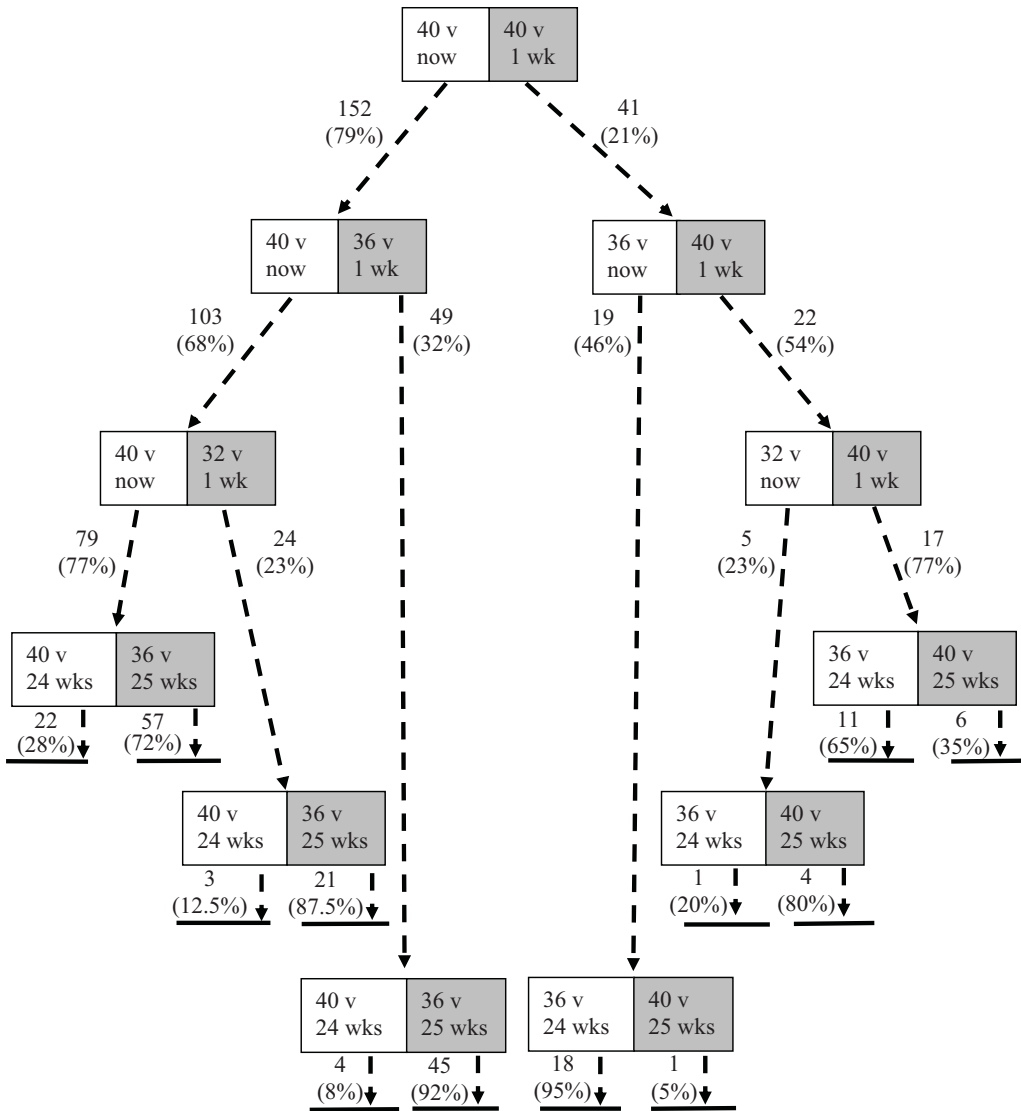 40 v
now
40 v
1 wk
152
(79%)
41
(21%)
40 v
now
36 v
1 wk
36 v
now
40 v
1 wk
103
(68%)
49
(32%)
19
(46%)
22
(54%)
40 v
now
32 v
1 wk
32 v
now
40 v
1 wk
79
(77%)
24
(23%)
5
(23%)
17
(77%)
40 v
24 wks
36 v
25 wks
36 v
24 wks
40 v
25 wks
22
(28%)
57
(72%)
11
(65%)
6
(35%)
40 v
24 wks
36 v
25 wks
36 v
24 wks
40 v
25 wks
3
(12.5%)
21
(87.5%)
1
(20%)
4
(80%)
40 v
24 wks
36 v
25 wks
36 v
24 wks
40 v
25 wks
4
(8%)
45
(92%)
18
(95%)
1
(5%)